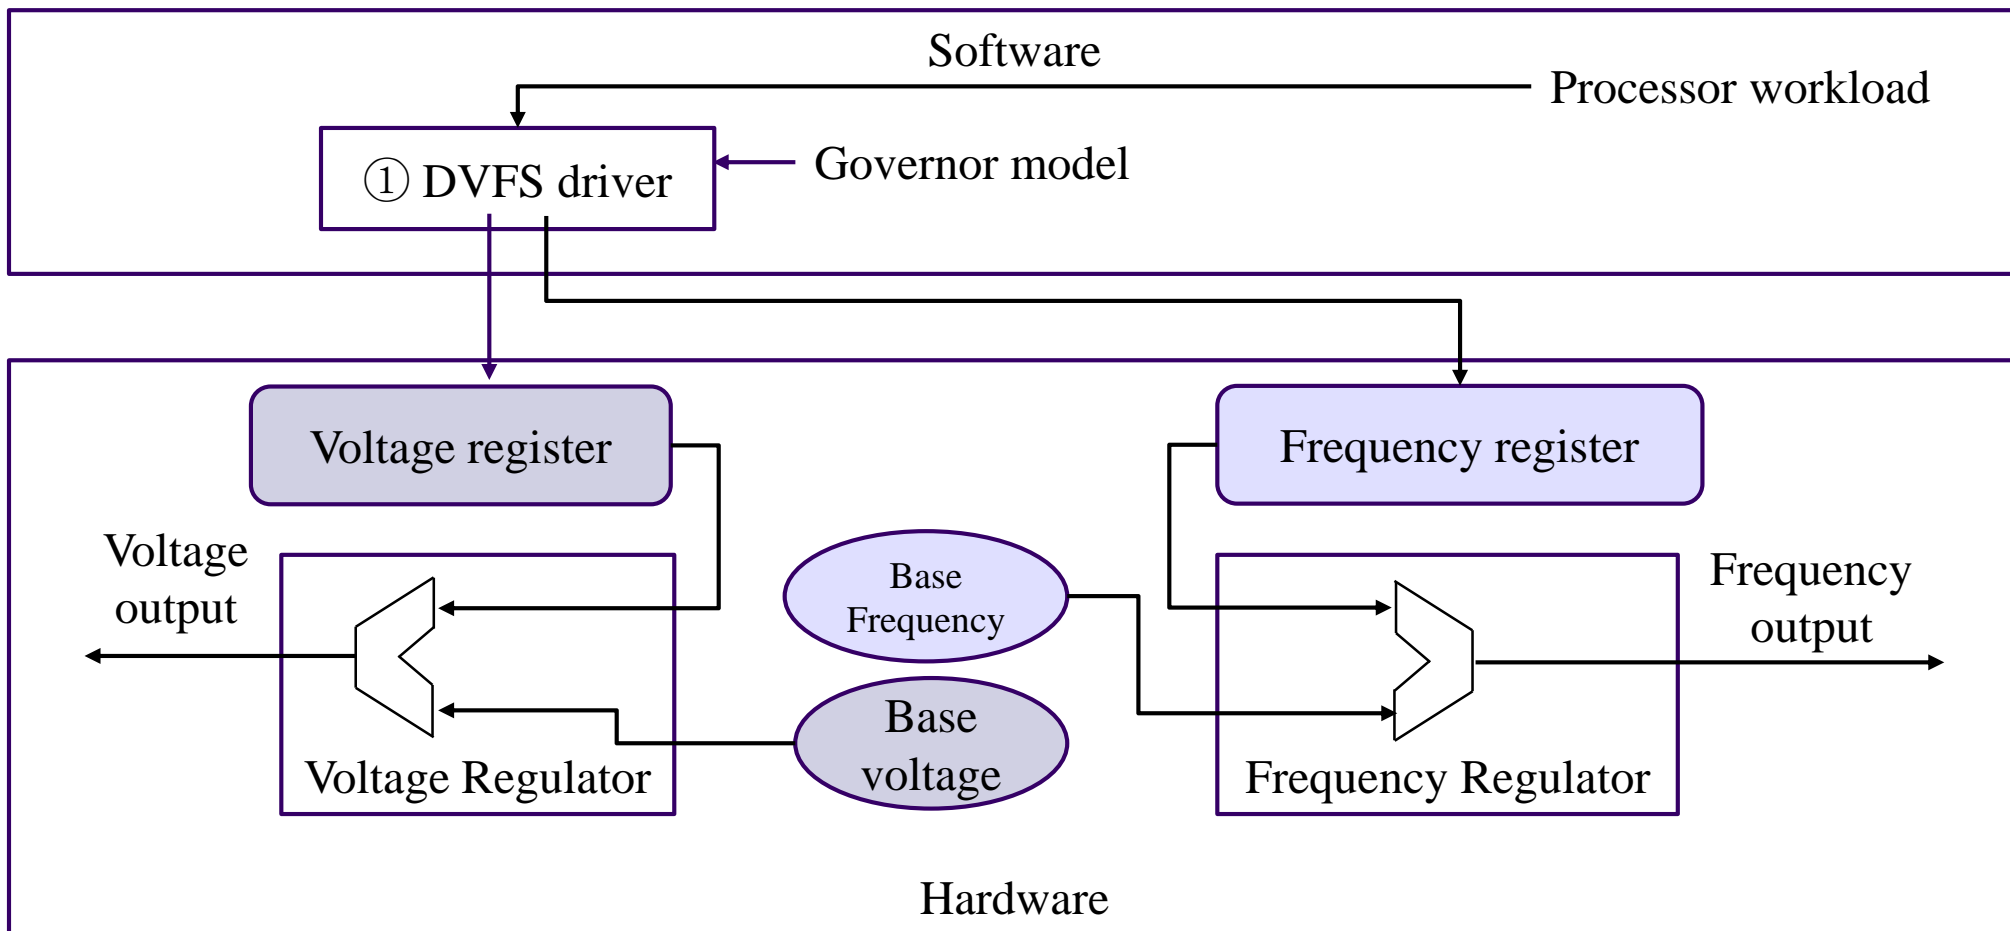 Software
Processor workload
① DVFS driver
Governor model
Voltage register
Frequency register
Voltage
output
Base
Frequency
Frequency
output
Base
voltage
Voltage Regulator
Frequency Regulator
Hardware